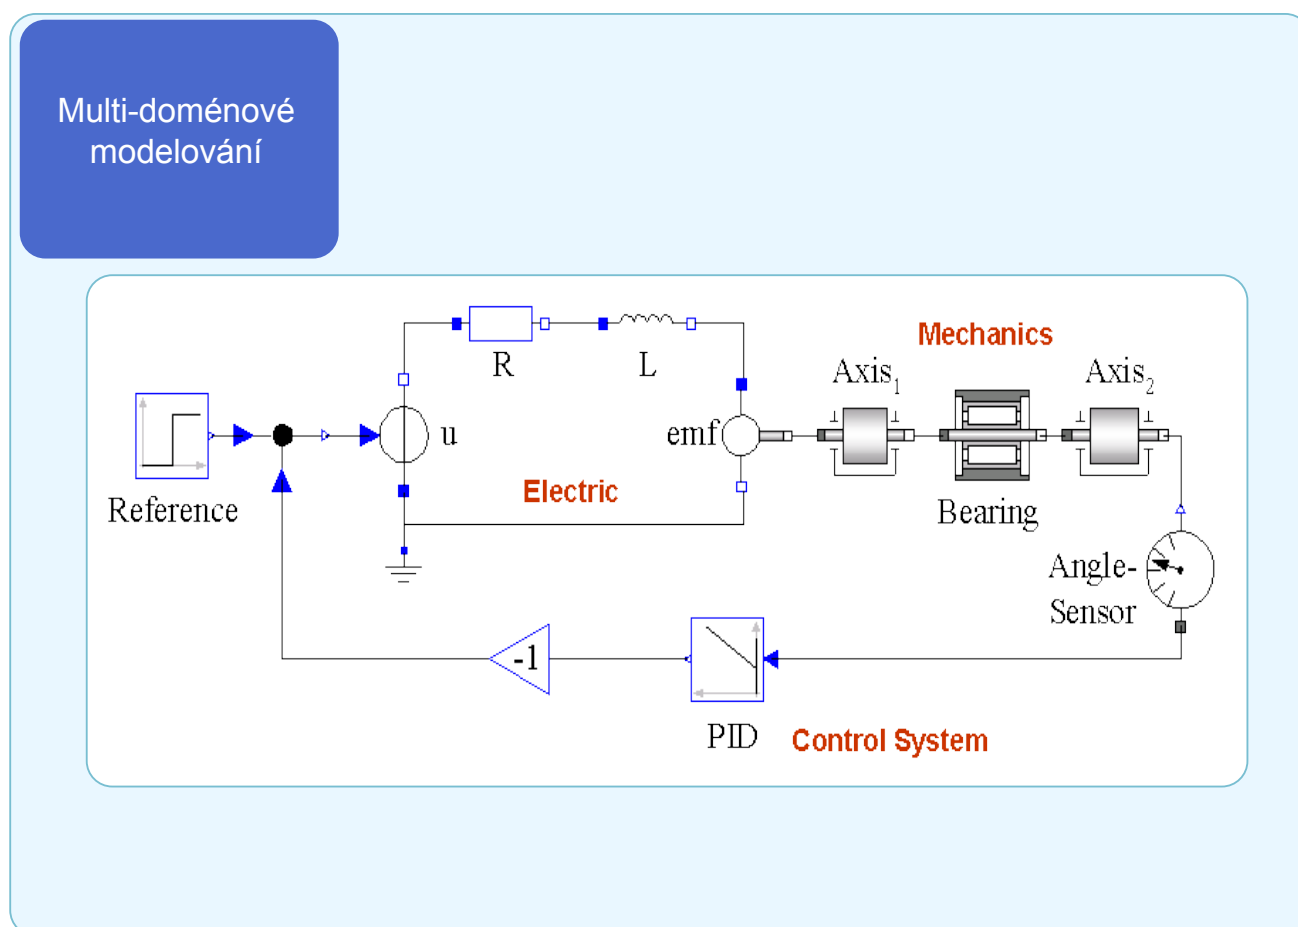 Multi-doménové
modelování
Mechanics
R
L
Axis₁
Axis₂
u
emf
Electric
Reference
Bearing
Angle-
Sensor
-1
PID
Control System